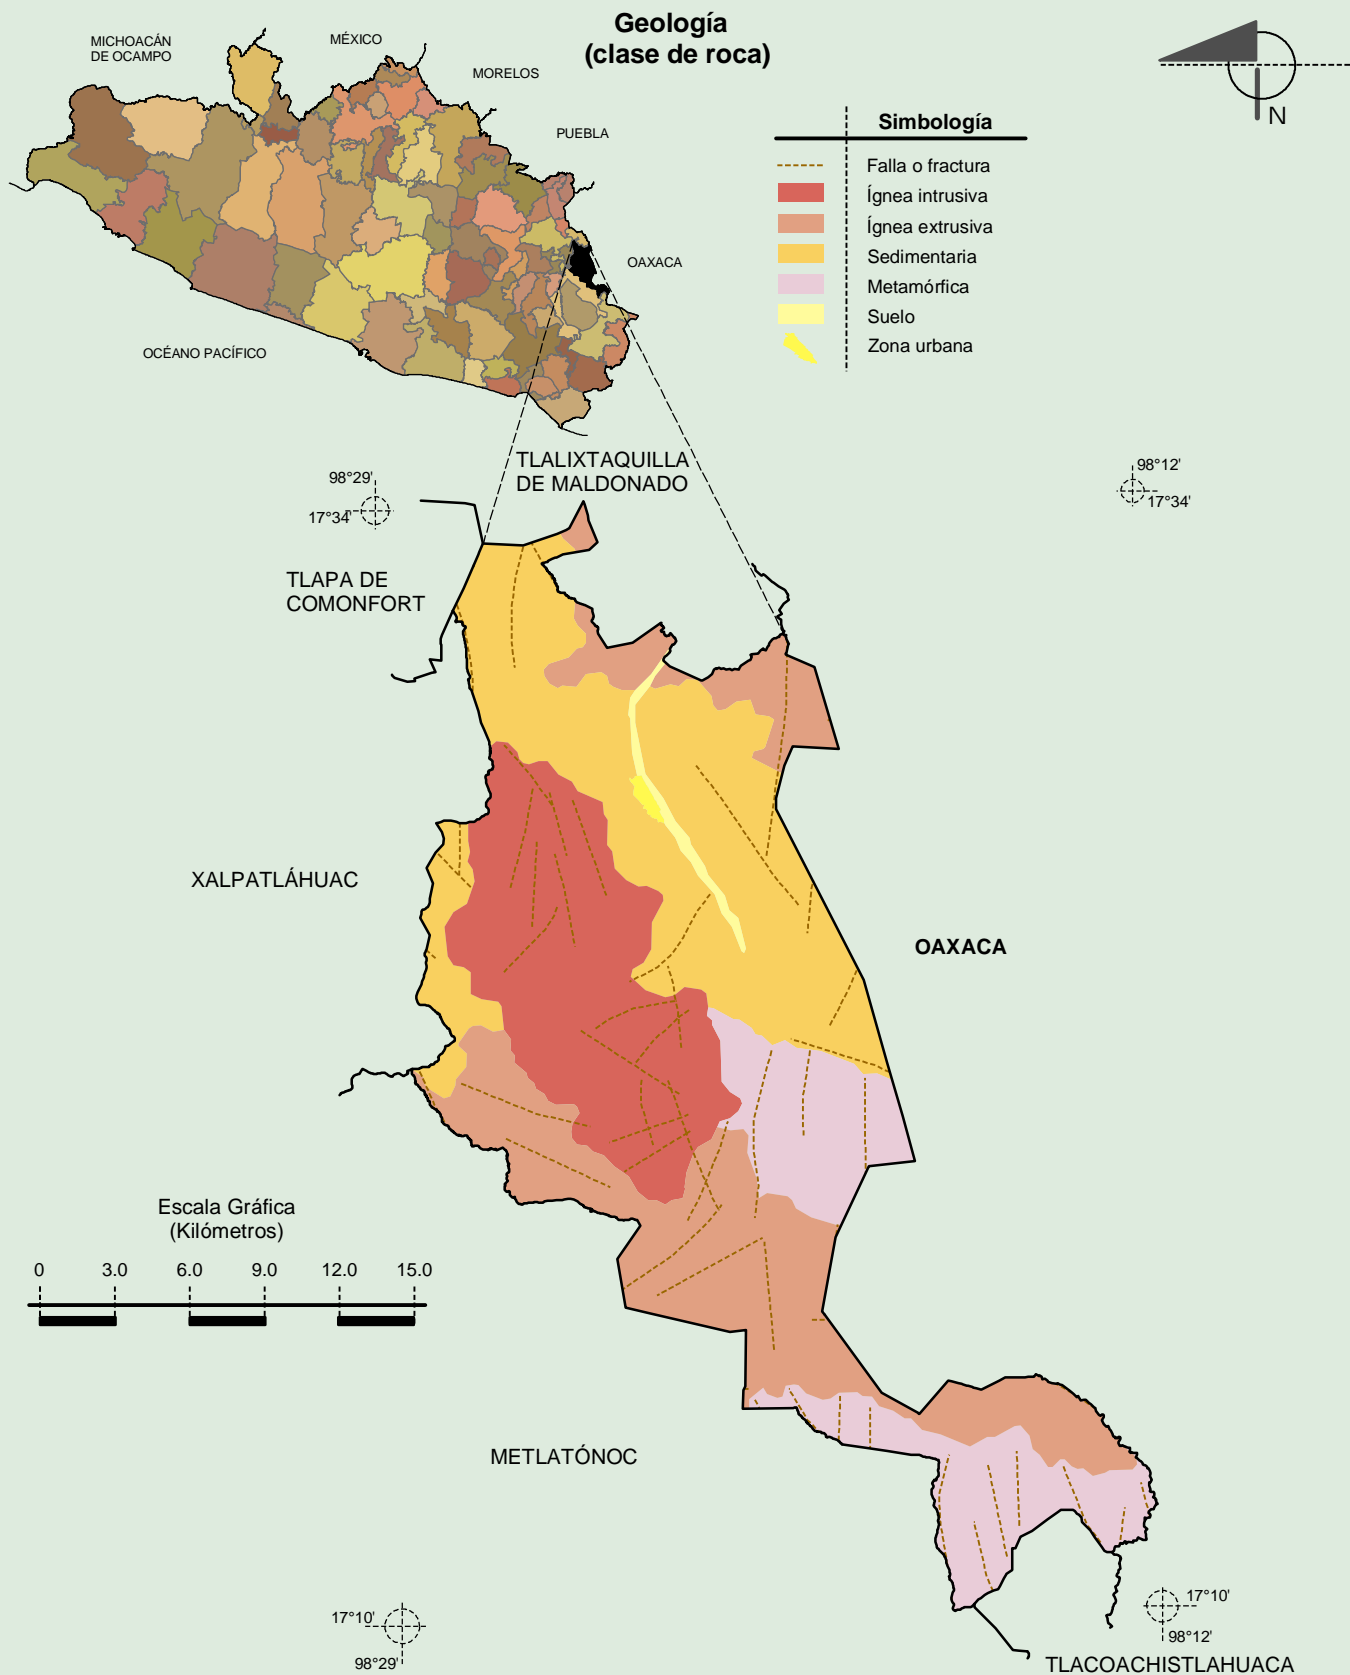 Geología
(clase de roca)
MICHOACÁN
DE OCAMPO
MÉXICO
MORELOS
PUEBLA
OAXACA
OCÉANO PACÍFICO
N
Simbología
Falla o fractura
Ígnea intrusiva
Ígnea extrusiva
Sedimentaria
Metamórfica
Suelo
Zona urbana
98°29'
17°34'
TLALIXTAQUILLA
DE MALDONADO
98°12'
17°34'
TLAPA DE
COMONFORT
XALPATLÁHUAC
OAXACA
Escala Gráfica
(Kilómetros)
0 3.0 6.0 9.0 12.0 15.0
METLATÓNOC
17°10'
98°29'
17°10'
98°12'
TLACOACHISTLAHUACA